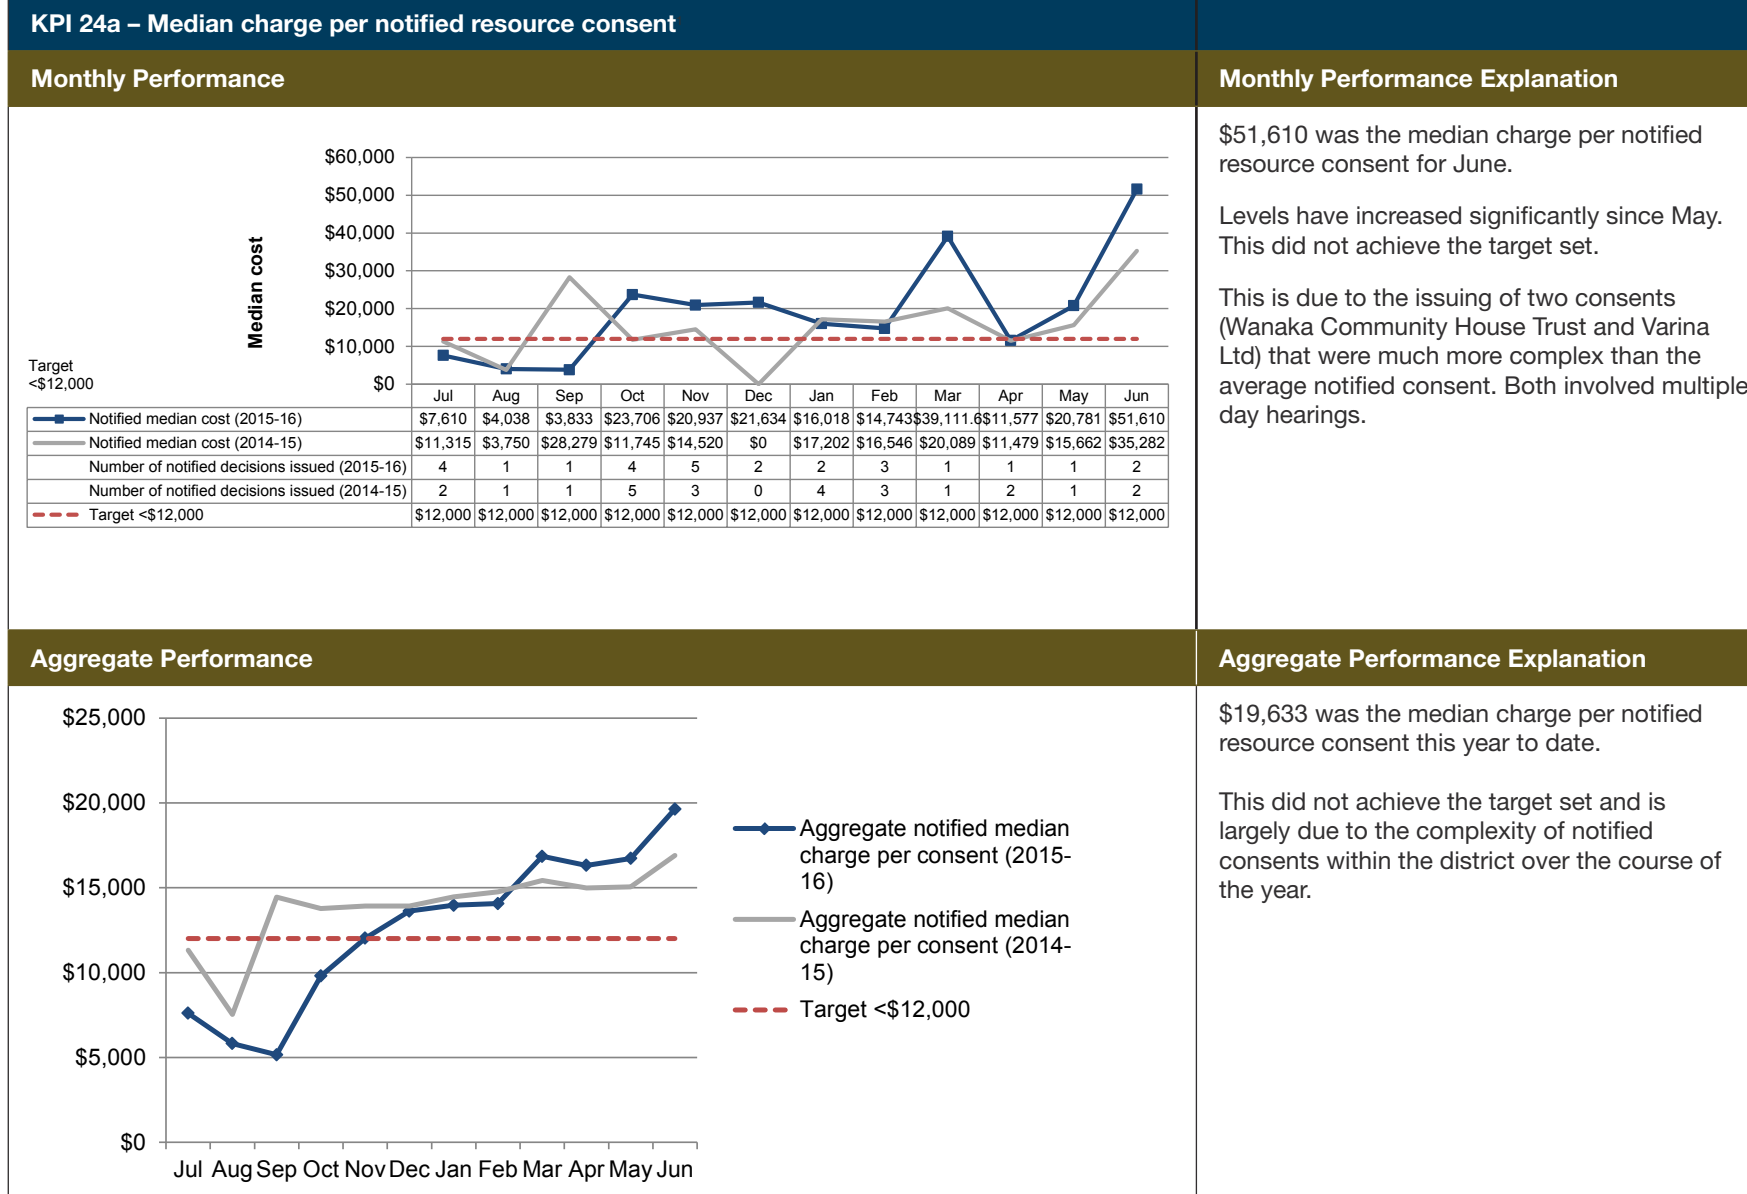 KPI 24a – Median charge per notified resource consent
Monthly Performance
Monthly Performance Explanation
$60,000
$50,000
$40,000
$30,000
$20,000
$10,000
$0
Median cost
Target
<$12,000
Jul Aug Sep Oct Nov Dec Jan Feb Mar Apr May Jun
Notified median cost (2015-16) $7,610 $4,038 $3,833 $23,706 $20,937 $21,634 $16,018 $14,743 $39,111.6 $11,577 $20,781 $51,610
Notified median cost (2014-15) $11,315 $3,750 $28,279 $11,745 $14,520 $0 $17,202 $16,546 $20,089 $11,479 $15,662 $35,282
Number of notified decisions issued (2015-16) 4 1 1 4 5 2 2 3 1 1 1 2
Number of notified decisions issued (2014-15) 2 1 1 5 3 0 4 3 1 2 1 2
Target <$12,000 $12,000 $12,000 $12,000 $12,000 $12,000 $12,000 $12,000 $12,000 $12,000 $12,000 $12,000 $12,000
$51,610 was the median charge per notified
resource consent for June.
Levels have increased significantly since May.
This did not achieve the target set.
This is due to the issuing of two consents
(Wanaka Community House Trust and Varina
Ltd) that were much more complex than the
average notified consent. Both involved multiple
day hearings.
Aggregate Performance
Aggregate Performance Explanation
$25,000
$20,000
$15,000
$10,000
$5,000
$0
Jul Aug Sep Oct Nov Dec Jan Feb Mar Apr May Jun
Aggregate notified median
charge per consent (2015-
16)
Aggregate notified median
charge per consent (2014-
15)
Target <$12,000
$19,633 was the median charge per notified
resource consent this year to date.
This did not achieve the target set and is
largely due to the complexity of notified
consents within the district over the course of
the year.